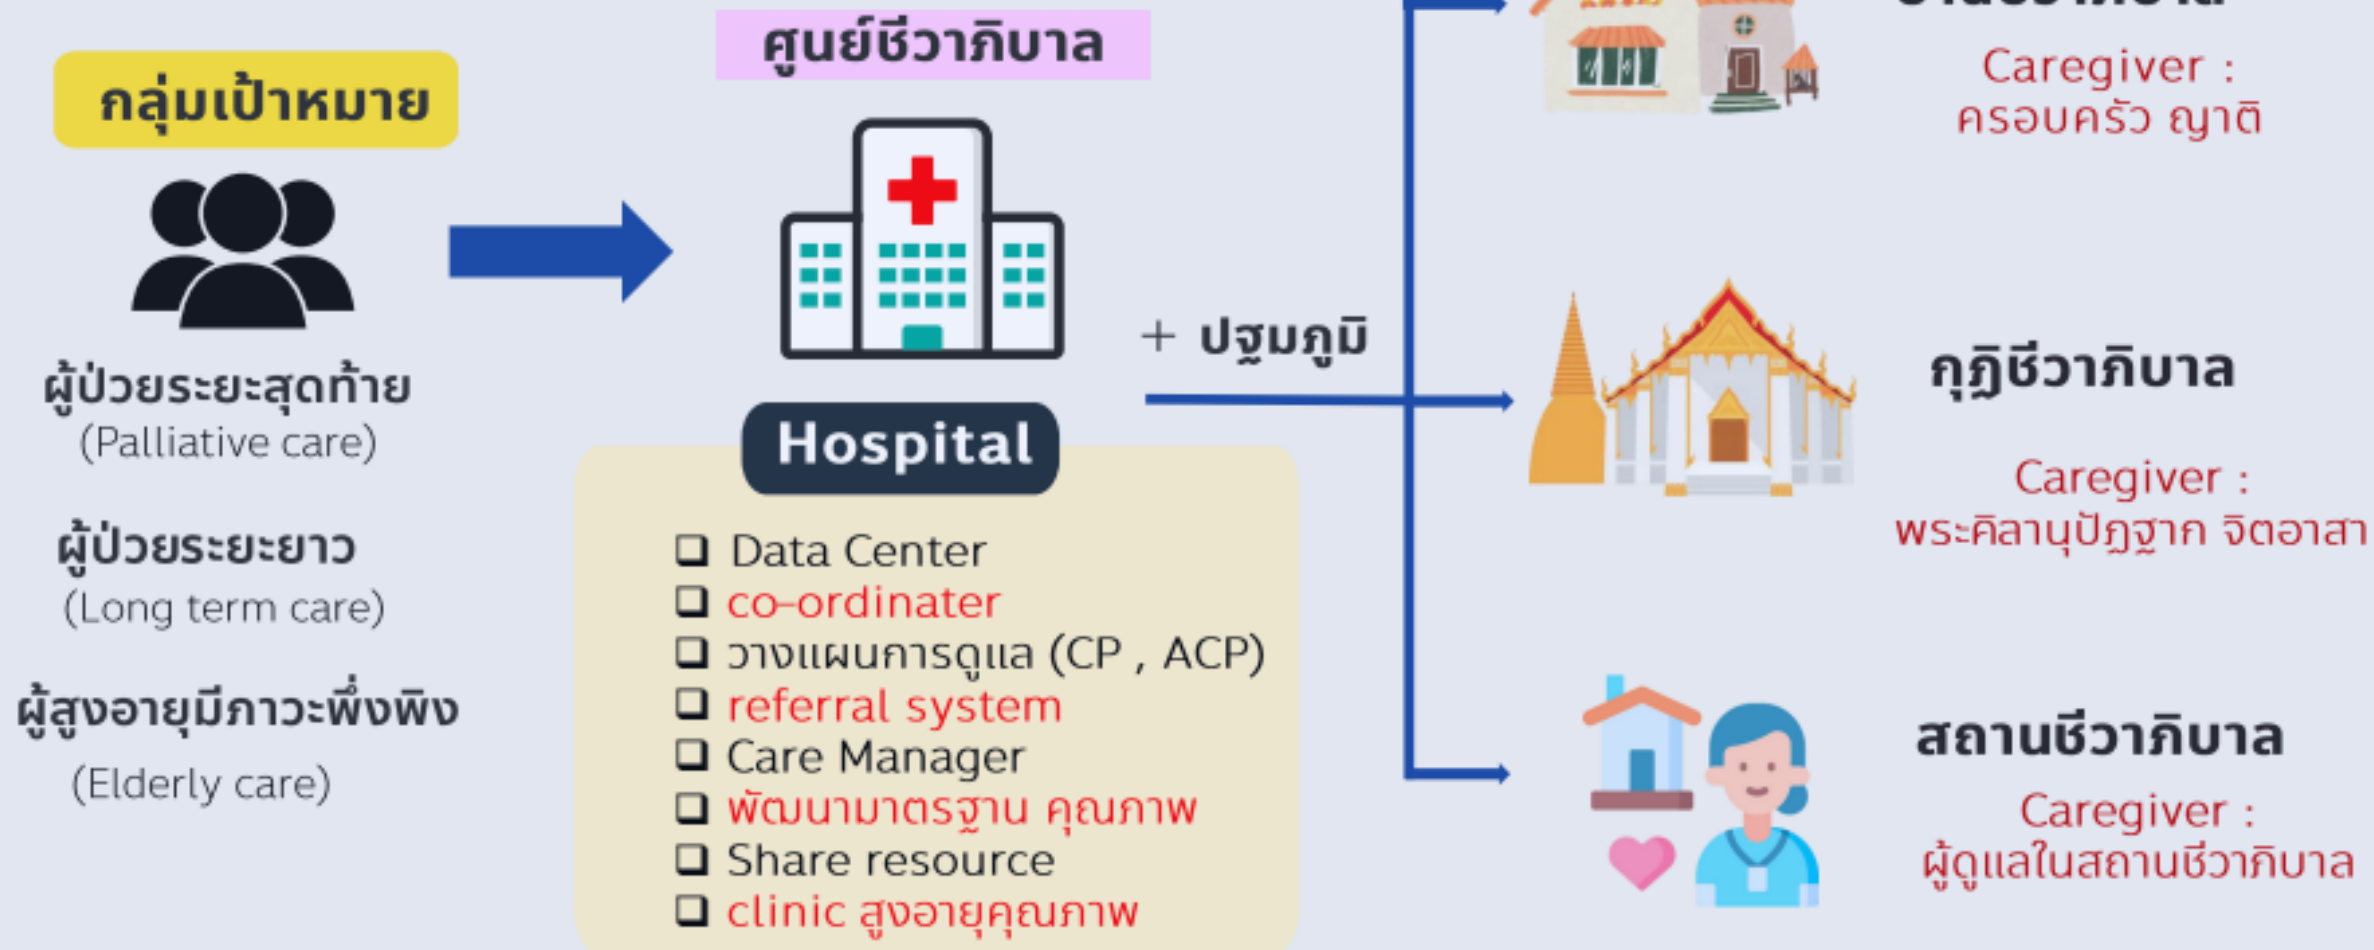 กลุ่มเป้าหมาย
ผู้ป่วยระยะสุดท้าย
(Palliative care)
ผู้ป่วยระยะยาว
(Long term care)
ผู้สูงอายุมีภาวะพึ่งพิง
(Elderly care)
ศูนย์ชีวาภิบาล
Hospital
❑ Data Center
❑ co-ordinater
❑ วางแผนการดูแล (CP , ACP)
❑ referral system
❑ Care Manager
❑ พัฒนามาตรฐาน คุณภาพ
❑ Share resource
❑ clinic สูงอายุคุณภาพ
+ ปฐมภูมิ
Caregiver :
ครอบครัว ญาติ
กุฏิชีวาภิบาล
Caregiver :
พระคิลานุปัฏฐาก จิตอาสา
สถานชีวาภิบาล
Caregiver :
ผู้ดูแลในสถานชีวาภิบาล